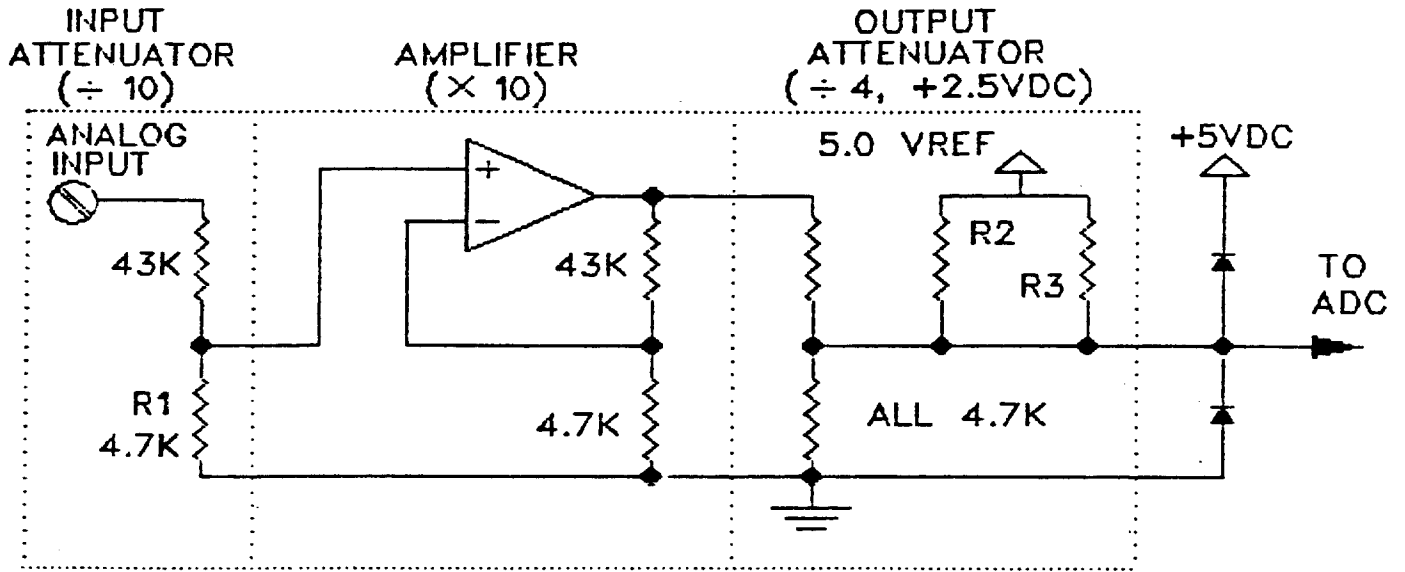 INPUT
ATTENUATOR
(÷ 10)
AMPLIFIER
(× 10)
OUTPUT
ATTENUATOR
(÷ 4, +2.5VDC)
ANALOG
INPUT
43K
R1
4.7K
+
−
43K
4.7K
5.0 VREF
R2
R3
ALL 4.7K
+5VDC
TO
ADC